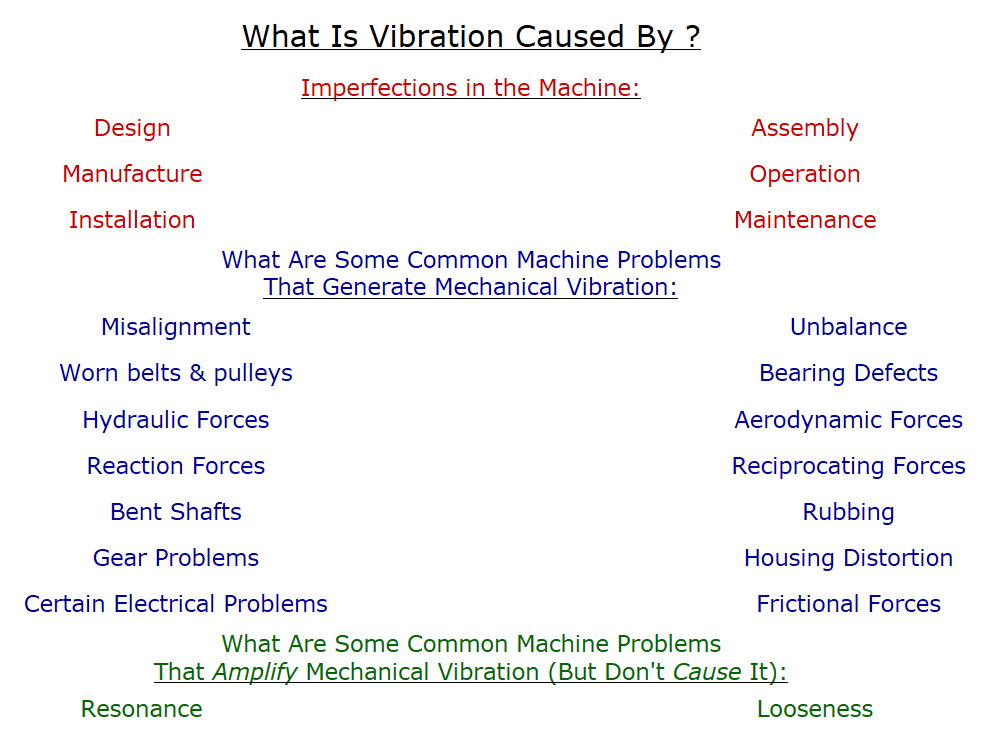 What Is Vibration Caused By ?
Imperfections in the Machine:
Design Assembly
Manufacture Operation
Installation Maintenance
What Are Some Common Machine Problems
That Generate Mechanical Vibration:
Misalignment Unbalance
Worn belts & pulleys Bearing Defects
Hydraulic Forces Aerodynamic Forces
Reaction Forces Reciprocating Forces
Bent Shafts Rubbing
Gear Problems Housing Distortion
Certain Electrical Problems Frictional Forces
What Are Some Common Machine Problems
That Amplify Mechanical Vibration (But Don't Cause It):
Resonance Looseness